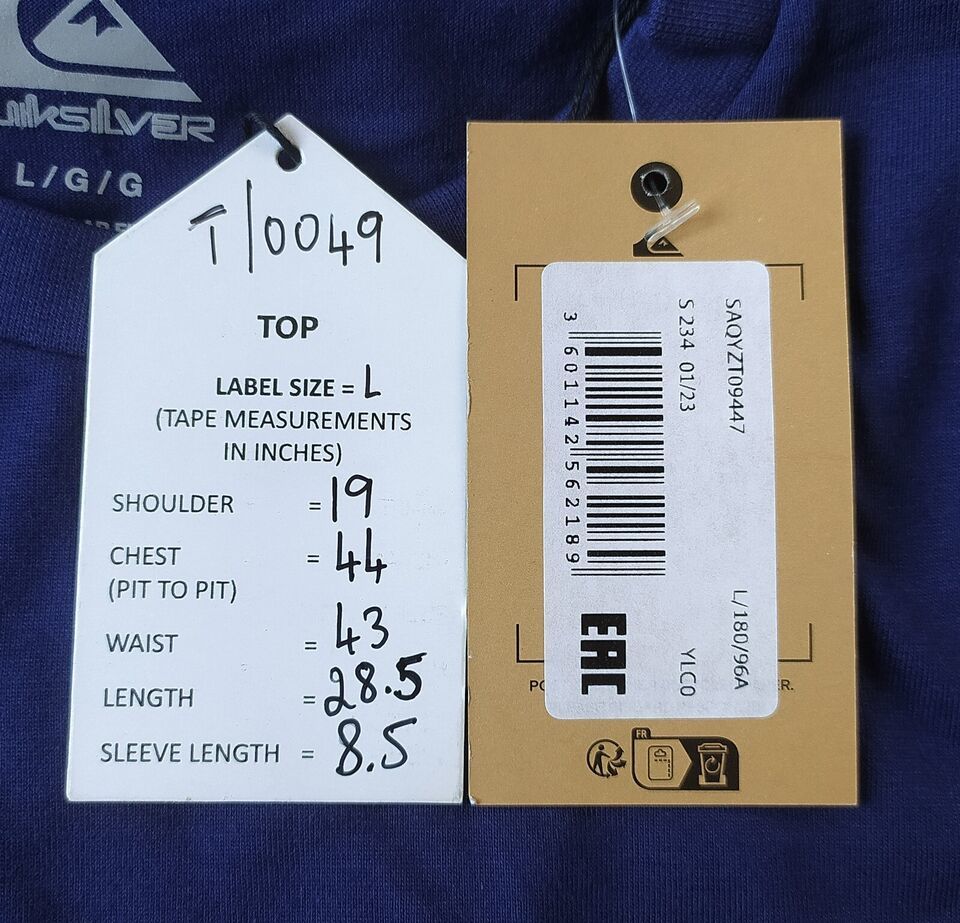 L/G/G
T/0049
TOP
LABEL SIZE = L
(TAPE MEASUREMENTS
IN INCHES)
SHOULDER = 19
CHEST = 44
(PIT TO PIT)
WAIST = 43
LENGTH = 28.5
SLEEVE LENGTH = 8.5
SAQYZT09447 L/180/96A
S 234 01/23 YLC0
3 601142 562189
EAC
FR